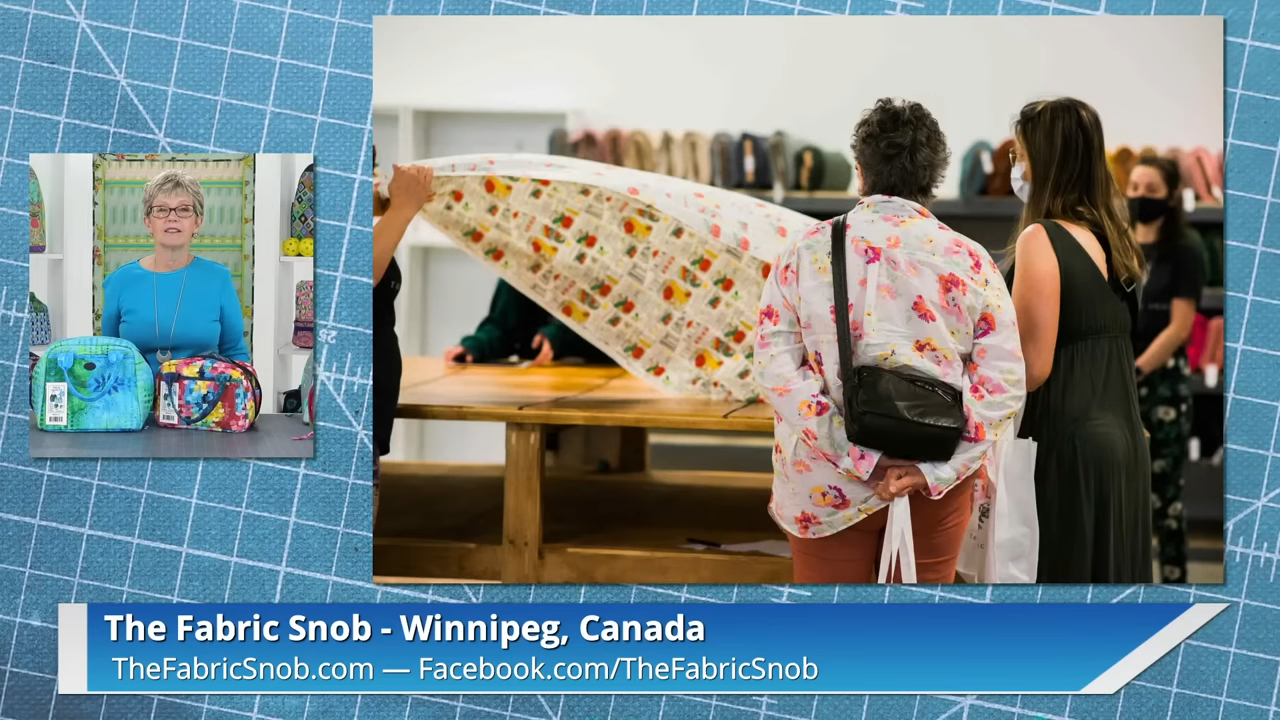 The Fabric Snob - Winnipeg, Canada
TheFabricSnob.com — Facebook.com/TheFabricSnob